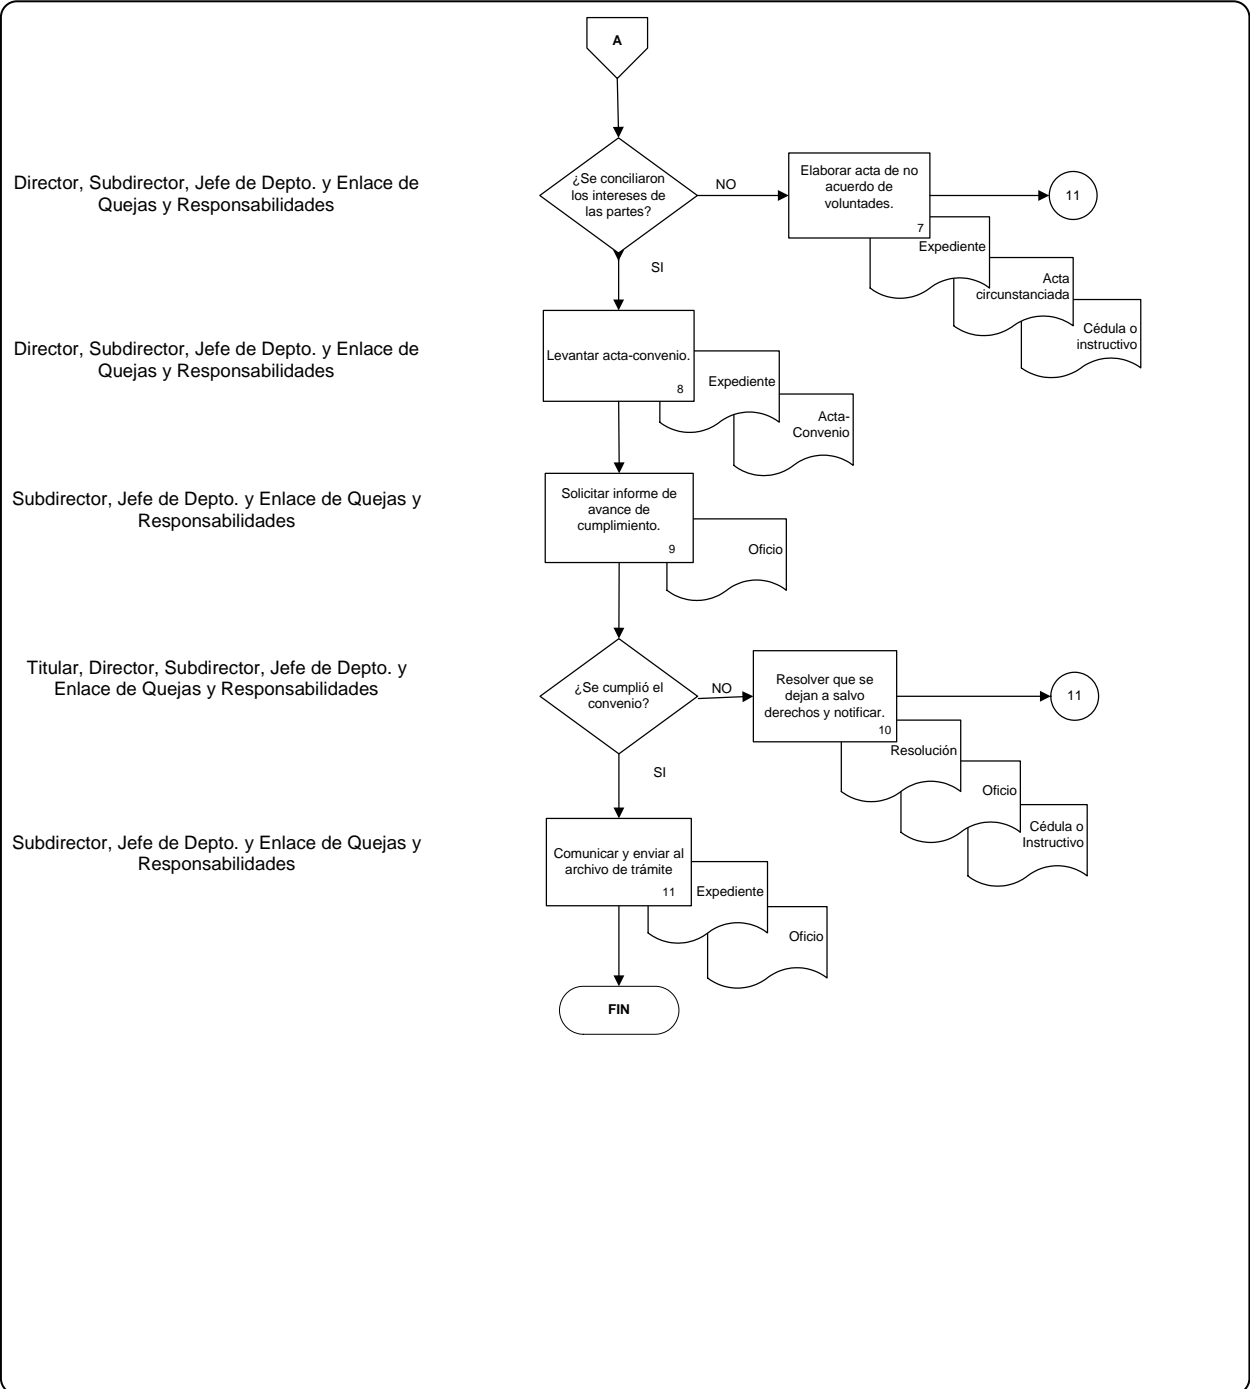 A
Director, Subdirector, Jefe de Depto. y Enlace de
Quejas y Responsabilidades
¿Se conciliaron
los intereses de
las partes?
NO
Elaborar acta de no
acuerdo de
voluntades.
7
11
Expediente
Acta
circunstanciada
Cédula o
instructivo
SI
Director, Subdirector, Jefe de Depto. y Enlace de
Quejas y Responsabilidades
Levantar acta-convenio.
8
Expediente
Acta-
Convenio
Subdirector, Jefe de Depto. y Enlace de Quejas y
Responsabilidades
Solicitar informe de
avance de
cumplimiento.
9
Oficio
Titular, Director, Subdirector, Jefe de Depto. y
Enlace de Quejas y Responsabilidades
¿Se cumplió el
convenio?
NO
Resolver que se
dejan a salvo
derechos y notificar.
10
11
Resolución
Oficio
Cédula o
Instructivo
SI
Subdirector, Jefe de Depto. y Enlace de Quejas y
Responsabilidades
Comunicar y enviar al
archivo de trámite
11
Expediente
Oficio
FIN